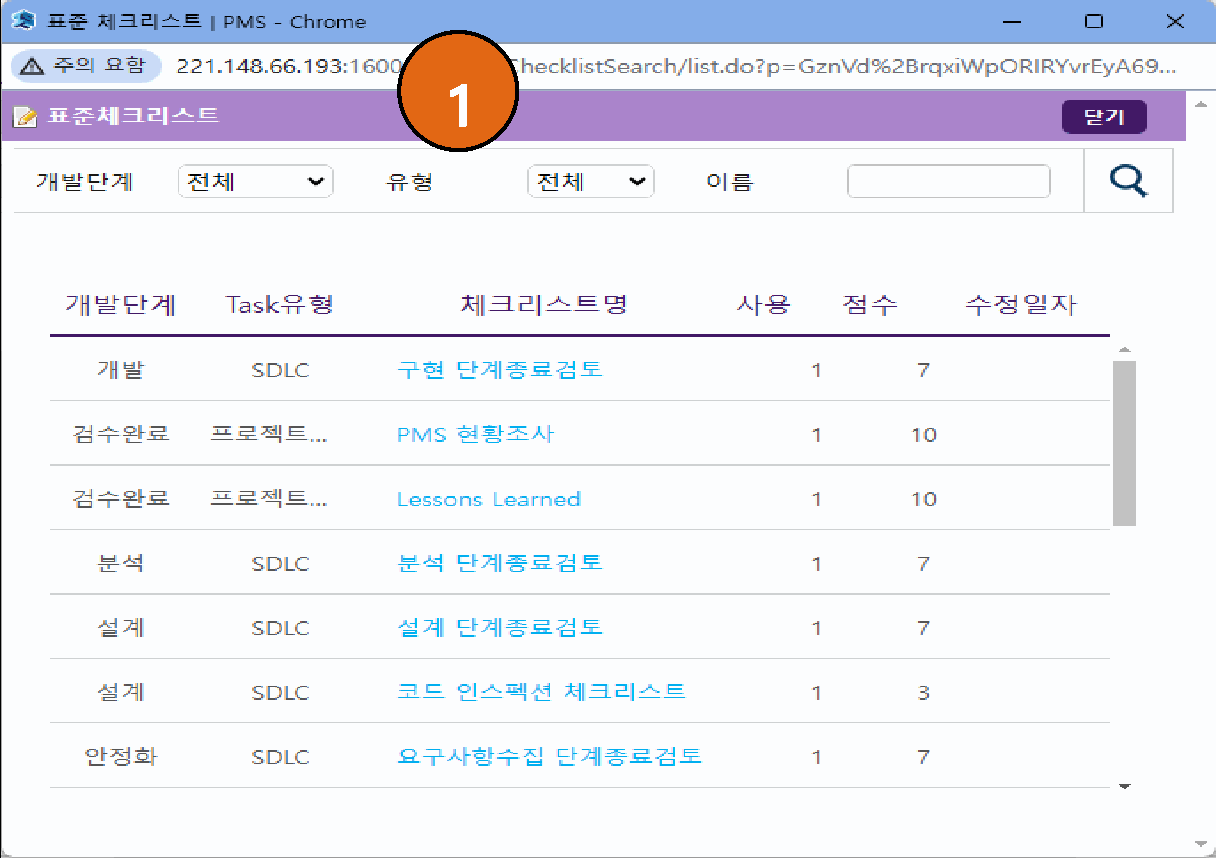 표준 체크리스트 | PMS - Chrome
주의 요함 221.148.66.193:1600 ChecklistSearch/list.do?p=GznVd%2BrqxiWpORIRYvrEyA69...
1
표준체크리스트 닫기
개발단계 전체 유형 전체 이름
개발단계 Task유형 체크리스트명 사용 점수 수정일자
개발 SDLC 구현 단계종료검토 1 7
검수완료 프로젝트... PMS 현황조사 1 10
검수완료 프로젝트... Lessons Learned 1 10
분석 SDLC 분석 단계종료검토 1 7
설계 SDLC 설계 단계종료검토 1 7
설계 SDLC 코드 인스펙션 체크리스트 1 3
안정화 SDLC 요구사항수집 단계종료검토 1 7